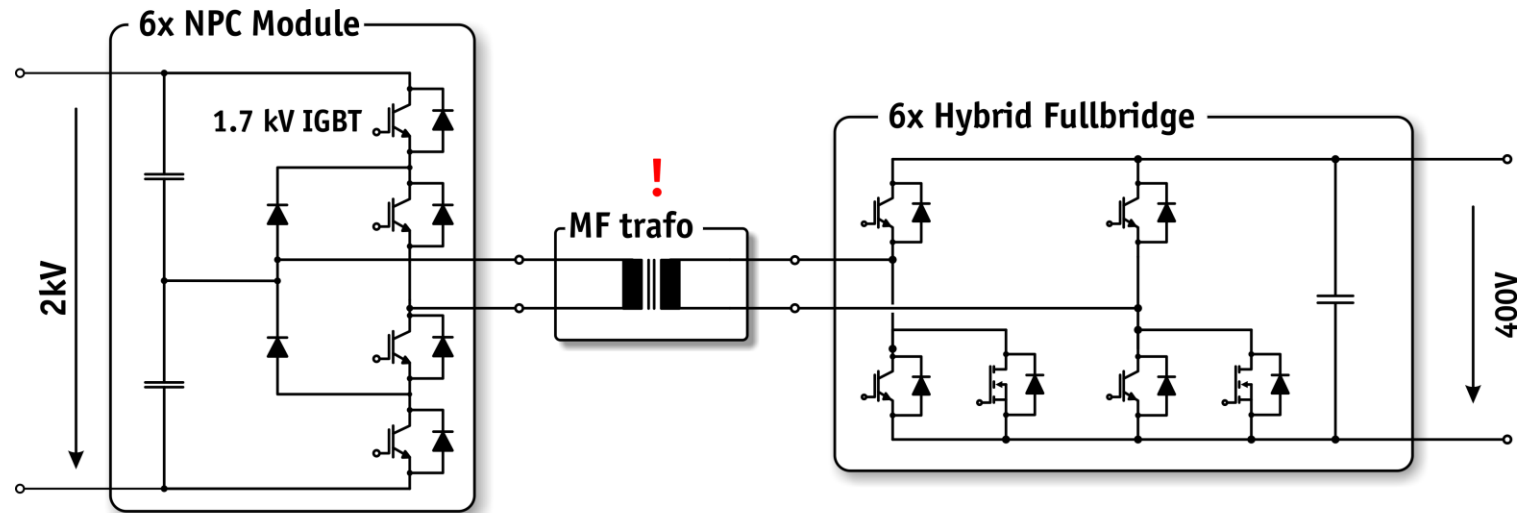 6x NPC Module
1.7 kV IGBT
2kV
!
MF trafo
6x Hybrid Fullbridge
400V